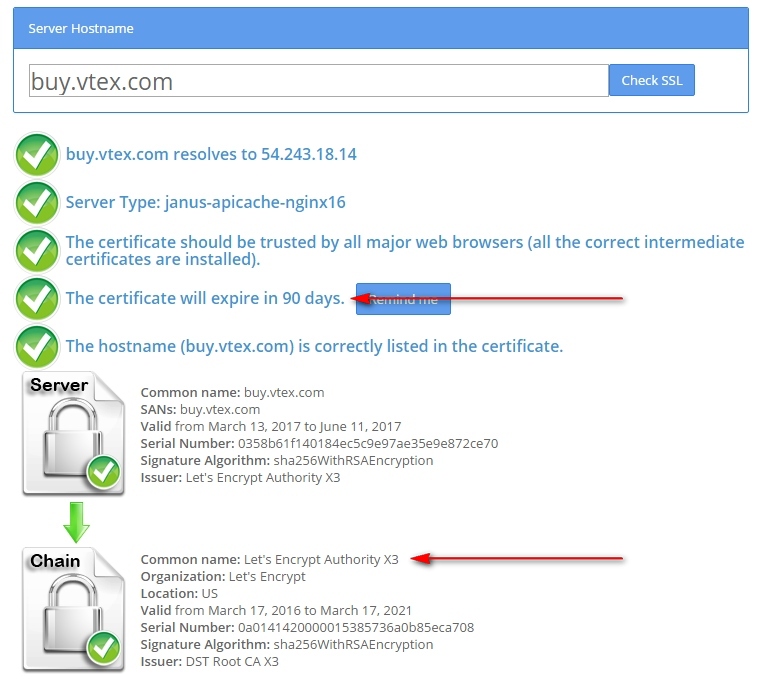 Server Hostname
buy.vtex.com
Check SSL
buy.vtex.com resolves to 54.243.18.14
Server Type: janus-apicache-nginx16
The certificate should be trusted by all major web browsers (all the correct intermediate
certificates are installed).
The certificate will expire in 90 days.
Remind me
The hostname (buy.vtex.com) is correctly listed in the certificate.
Server
Common name: buy.vtex.com
SANs: buy.vtex.com
Valid from March 13, 2017 to June 11, 2017
Serial Number: 0358b61f140184ec5c9e97ae35e9e872ce70
Signature Algorithm: sha256WithRSAEncryption
Issuer: Let's Encrypt Authority X3
Chain
Common name: Let's Encrypt Authority X3
Organization: Let's Encrypt
Location: US
Valid from March 17, 2016 to March 17, 2021
Serial Number: 0a0141420000015385736a0b85eca708
Signature Algorithm: sha256WithRSAEncryption
Issuer: DST Root CA X3